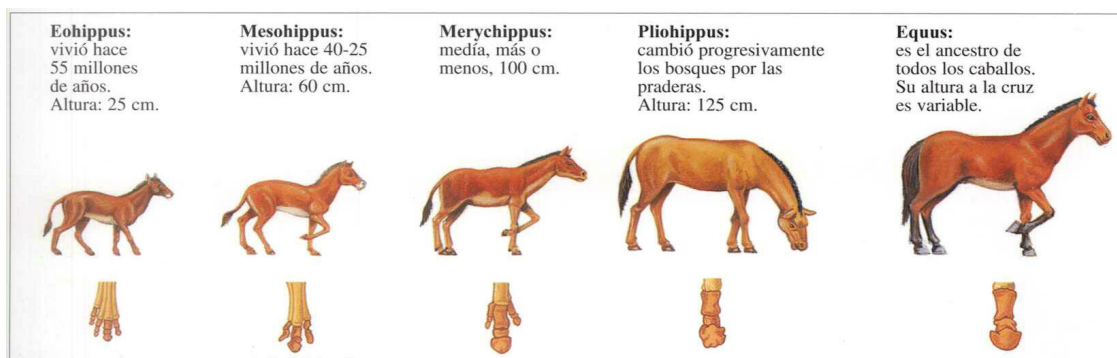 Eohippus:
vivió hace
55 millones
de años.
Altura: 25 cm.
Mesohippus:
vivió hace 40-25
millones de años.
Altura: 60 cm.
Merychippus:
medía, más o
menos, 100 cm.
Pliohippus:
cambió progresivamente
los bosques por las
praderas.
Altura: 125 cm.
Equus:
es el ancestro de
todos los caballos.
Su altura a la cruz
es variable.